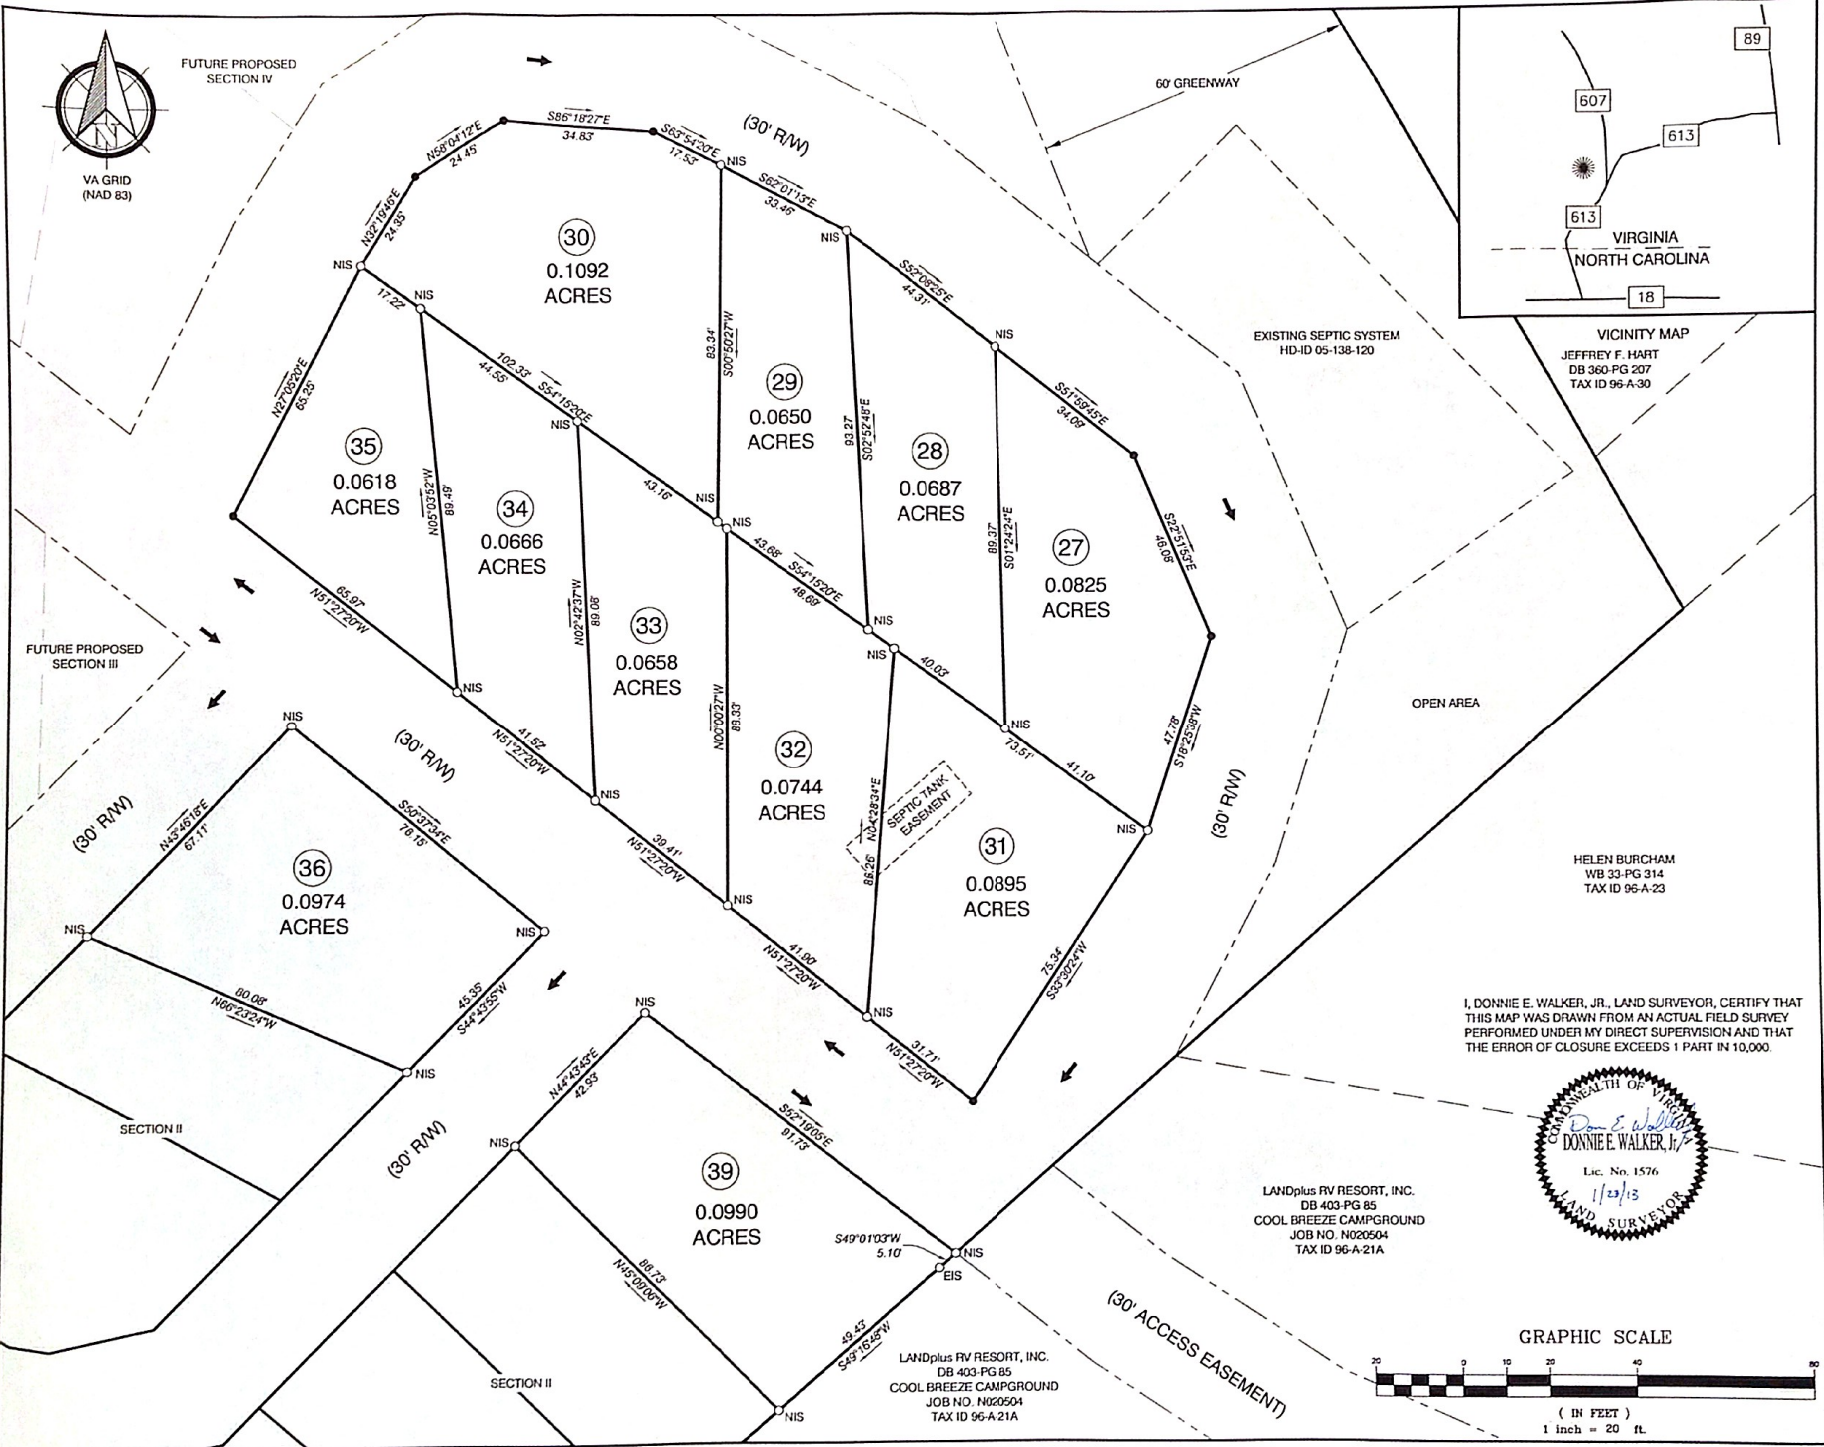 FUTURE PROPOSED
SECTION IV
N
VA GRID
(NAD 83)
60' GREENWAY
89
607
613
613
VIRGINIA
NORTH CAROLINA
18
VICINITY MAP
JEFFREY F. HART
DB 360-PG 207
TAX ID 96-A-30
EXISTING SEPTIC SYSTEM
HD-ID 05-138-120
(30' R/W)
N58°04'12"E
24.45'
S86°18'27"E
34.83'
S63°54'20"E
17.53'
NIS
S62°01'13"E
33.46'
NIS
S52°08'25"E
44.31'
NIS
S51°59'45"E
34.09'
S22°51'53"E
46.08'
47.78'
S18°25'38"W
N32°19'46"E
24.35'
NIS
17.22'
NIS
N27°05'20"E
65.25'
30
0.1092
ACRES
83.34'
S00°50'27"W
102.33'
44.55'
S54°15'20"E
NIS
43.16'
NIS
NIS
29
0.0650
ACRES
93.27'
S02°52'48"E
28
0.0687
ACRES
89.37'
S01°24'24"E
27
0.0825
ACRES
35
0.0618
ACRES
N05°03'52"W
89.49'
34
0.0666
ACRES
N02°42'37"W
89.06'
33
0.0658
ACRES
N00°00'27"W
89.33'
43.68'
S54°15'20"E
48.69'
NIS
NIS
40.03'
NIS
73.51'
41.10'
NIS
32
0.0744
ACRES
N04°28'34"E
86.26'
SEPTIC TANK
EASEMENT
31
0.0895
ACRES
75.34'
S33°30'24"W
65.97'
N51°27'20"W
NIS
41.52'
N51°27'20"W
NIS
39.41'
N51°27'20"W
NIS
41.90'
N51°27'20"W
NIS
31.71'
N51°27'20"W
FUTURE PROPOSED
SECTION III
(30' R/W)
(30' R/W)
(30' R/W)
OPEN AREA
HELEN BURCHAM
WB 33-PG 314
TAX ID 96-A-23
NIS
N43°46'18"E
67.11'
S50°37'34"E
76.15'
36
0.0974
ACRES
NIS
NIS
80.08'
N66°23'24"W
45.35'
S44°43'55"W
NIS
SECTION II
(30' R/W)
NIS
N44°43'43"E
42.93'
NIS
S52°19'05"E
91.73'
39
0.0990
ACRES
88.73'
N45°09'06"W
S49°01'03"W
5.10'
NIS
EIS
49.43'
S49°16'48"W
NIS
SECTION II
LANDplus RV RESORT, INC.
DB 403-PG 85
COOL BREEZE CAMPGROUND
JOB NO. N020504
TAX ID 96-A-21A
(30' ACCESS EASEMENT)
LANDplus RV RESORT, INC.
DB 403-PG 85
COOL BREEZE CAMPGROUND
JOB NO. N020504
TAX ID 96-A-21A
I, DONNIE E. WALKER, JR., LAND SURVEYOR, CERTIFY THAT
THIS MAP WAS DRAWN FROM AN ACTUAL FIELD SURVEY
PERFORMED UNDER MY DIRECT SUPERVISION AND THAT
THE ERROR OF CLOSURE EXCEEDS 1 PART IN 10,000.
COMMONWEALTH OF VIRGINIA
Don E Walker
DONNIE E. WALKER, Jr.
Lic. No. 1576
1/23/13
LAND SURVEYOR
GRAPHIC SCALE
20 0 10 20 40 80
( IN FEET )
1 inch = 20 ft.